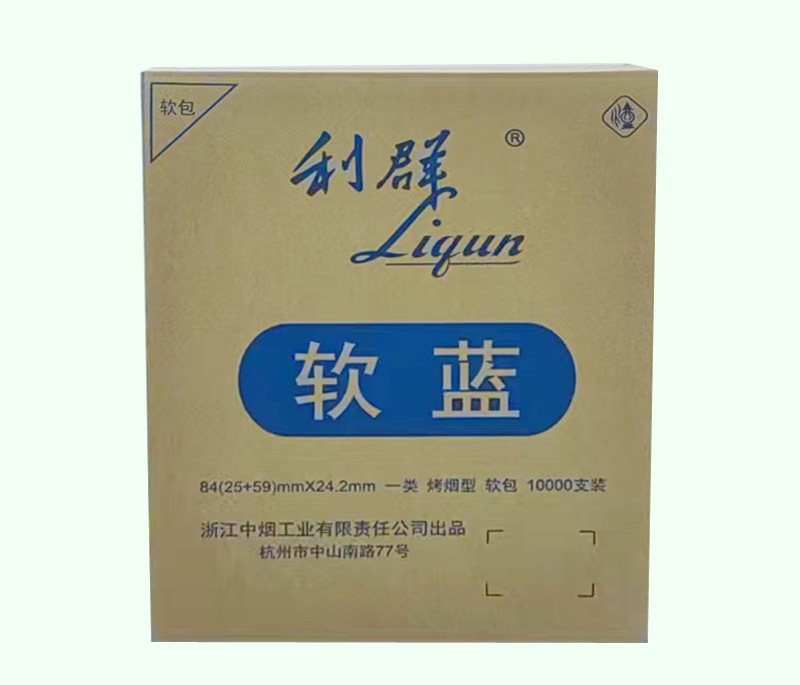 软包
利群®
Liqun
软蓝
84(25+59)mmX24.2mm 一类 烤烟型 软包 10000支装
浙江中烟工业有限责任公司出品
杭州市中山南路77号